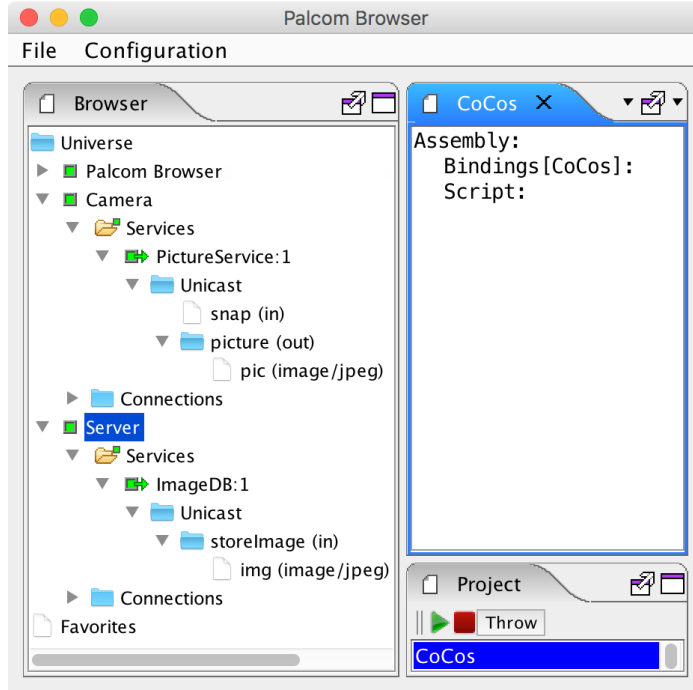 Palcom Browser
File Configuration
Browser
Universe
Palcom Browser
Camera
Services
PictureService:1
Unicast
snap (in)
picture (out)
pic (image/jpeg)
Connections
Server
Services
ImageDB:1
Unicast
storeImage (in)
img (image/jpeg)
Connections
Favorites
CoCos X
Assembly:
Bindings[CoCos]:
Script:
Project
Throw
CoCos